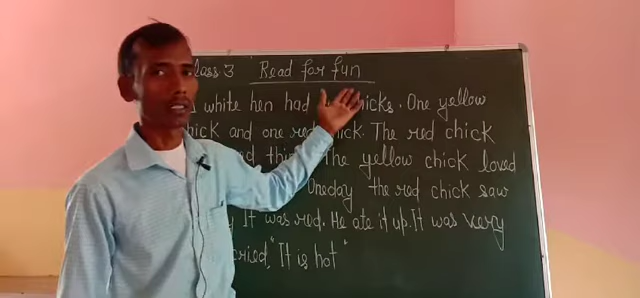 Class 3 Read for fun
white hen had chicks. One yellow
chick and one red chick. The red chick
The yellow chick loved
Oneday the red chick saw
It was red. He ate it up. It was very
cried, "It is hot"